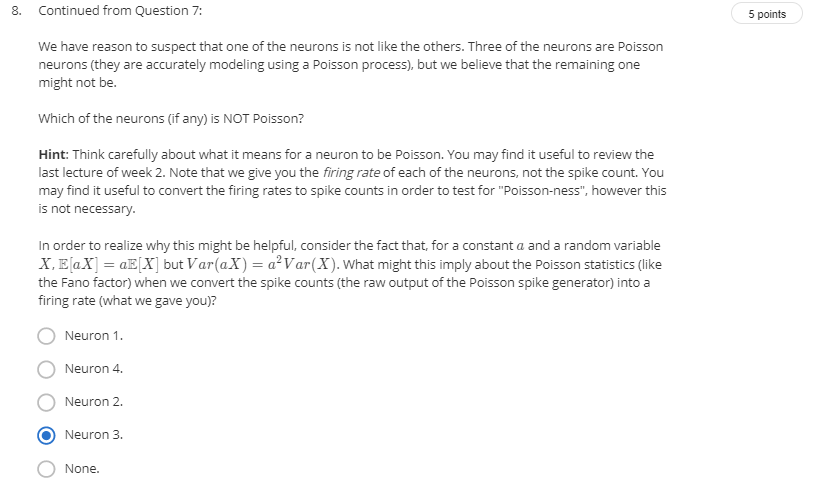 8. Continued from Question 7:
5 points
We have reason to suspect that one of the neurons is not like the others. Three of the neurons are Poisson
neurons (they are accurately modeling using a Poisson process), but we believe that the remaining one
might not be.
Which of the neurons (if any) is NOT Poisson?
Hint: Think carefully about what it means for a neuron to be Poisson. You may find it useful to review the
last lecture of week 2. Note that we give you the firing rate of each of the neurons, not the spike count. You
may find it useful to convert the firing rates to spike counts in order to test for "Poisson-ness", however this
is not necessary.
In order to realize why this might be helpful, consider the fact that, for a constant a and a random variable
X, 𝔼[aX] = a𝔼[X] but Var(aX) = a²Var(X). What might this imply about the Poisson statistics (like
the Fano factor) when we convert the spike counts (the raw output of the Poisson spike generator) into a
firing rate (what we gave you)?
Neuron 1.
Neuron 4.
Neuron 2.
Neuron 3.
None.